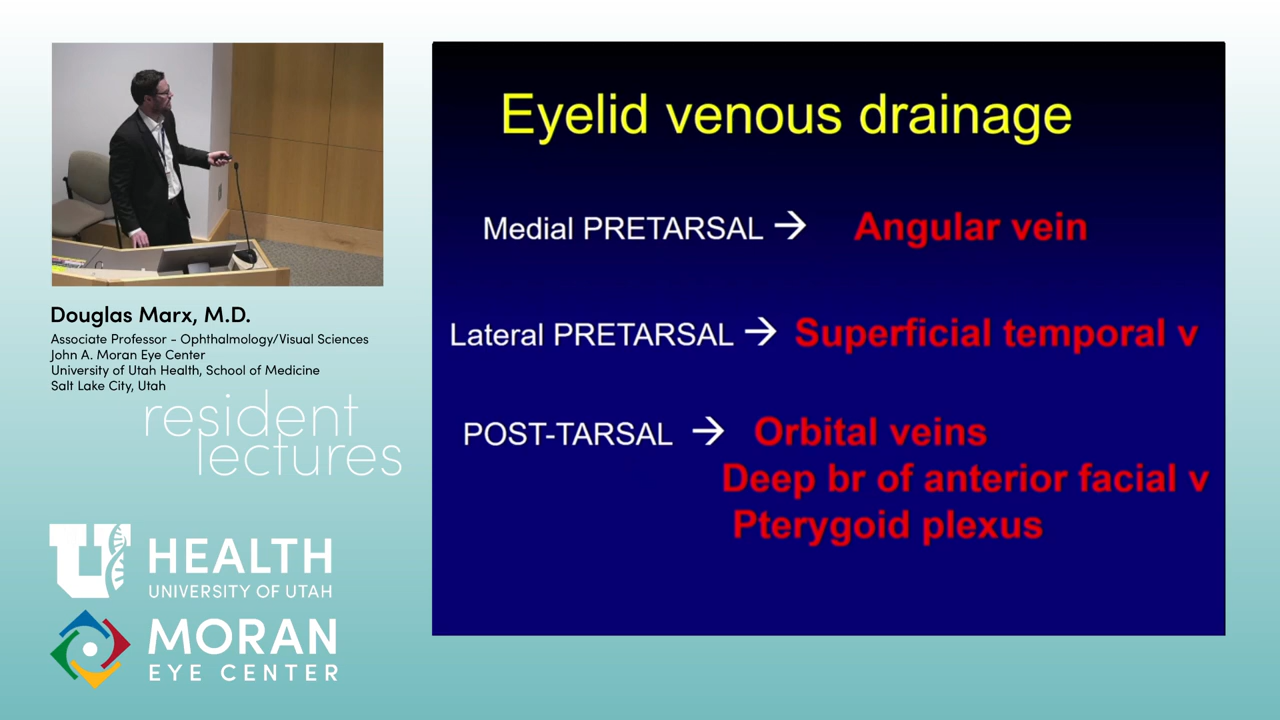 Eyelid venous drainage
Medial PRETARSAL → Angular vein
Lateral PRETARSAL → Superficial temporal v
POST-TARSAL → Orbital veins
Deep br of anterior facial v
Pterygoid plexus
Douglas Marx, M.D.
Associate Professor - Ophthalmology/Visual Sciences
John A. Moran Eye Center
University of Utah Health, School of Medicine
Salt Lake City, Utah
resident
lectures
U HEALTH
UNIVERSITY OF UTAH
MORAN
EYE CENTER